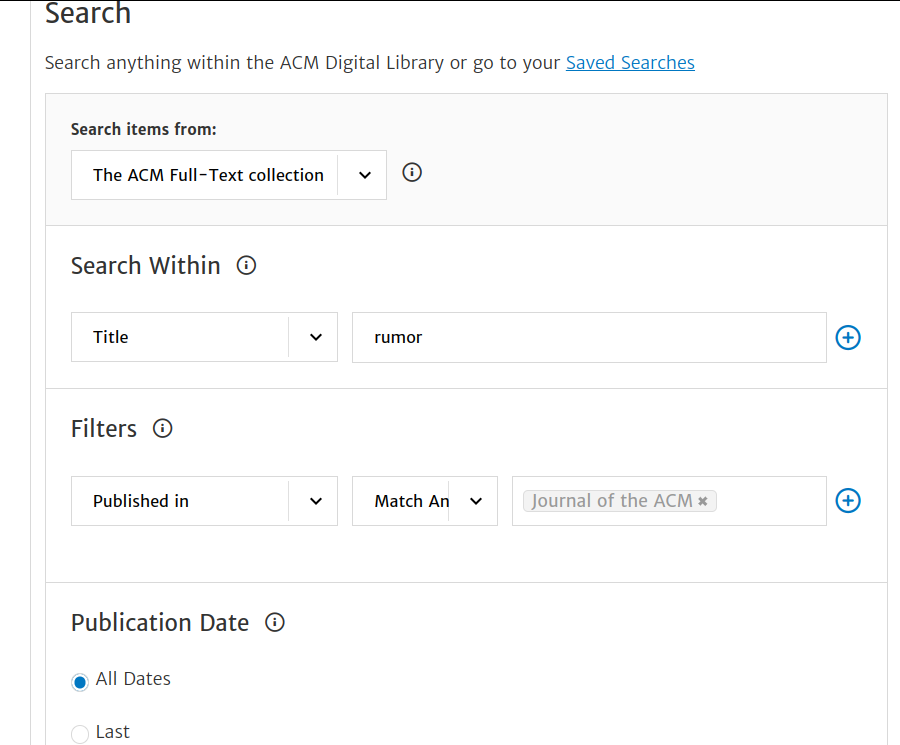 Search
Search anything within the ACM Digital Library or go to your Saved Searches
Search items from:
The ACM Full-Text collection
Search Within
Title
rumor
Filters
Published in
Match An
Journal of the ACM ✖
Publication Date
All Dates
Last